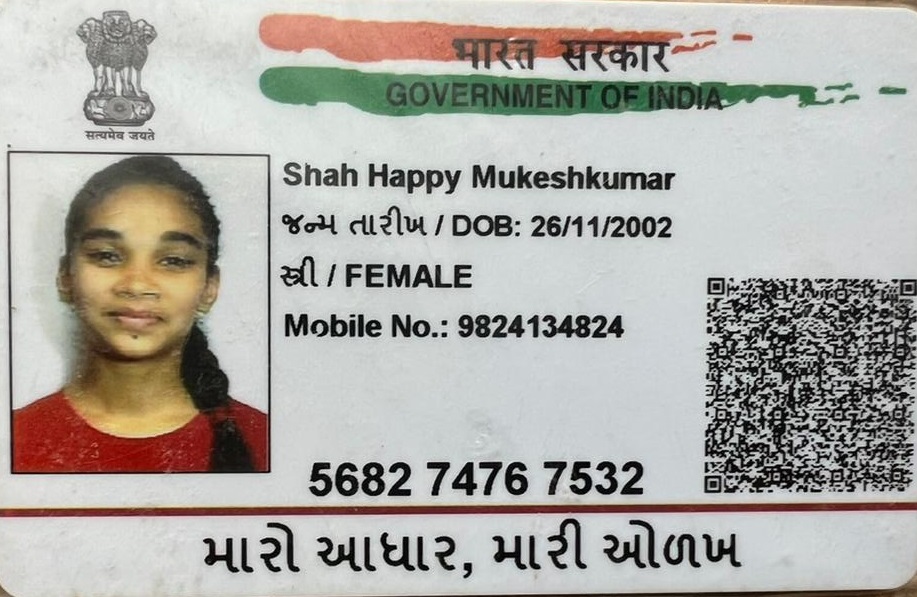 भारत सरकार
GOVERNMENT OF INDIA
सत्यमेव जयते
Shah Happy Mukeshkumar
જન્મ તારીખ / DOB: 26/11/2002
સ્ત્રી / FEMALE
Mobile No.: 9824134824
5682 7476 7532
મારો આધાર, મારી ઓળખ